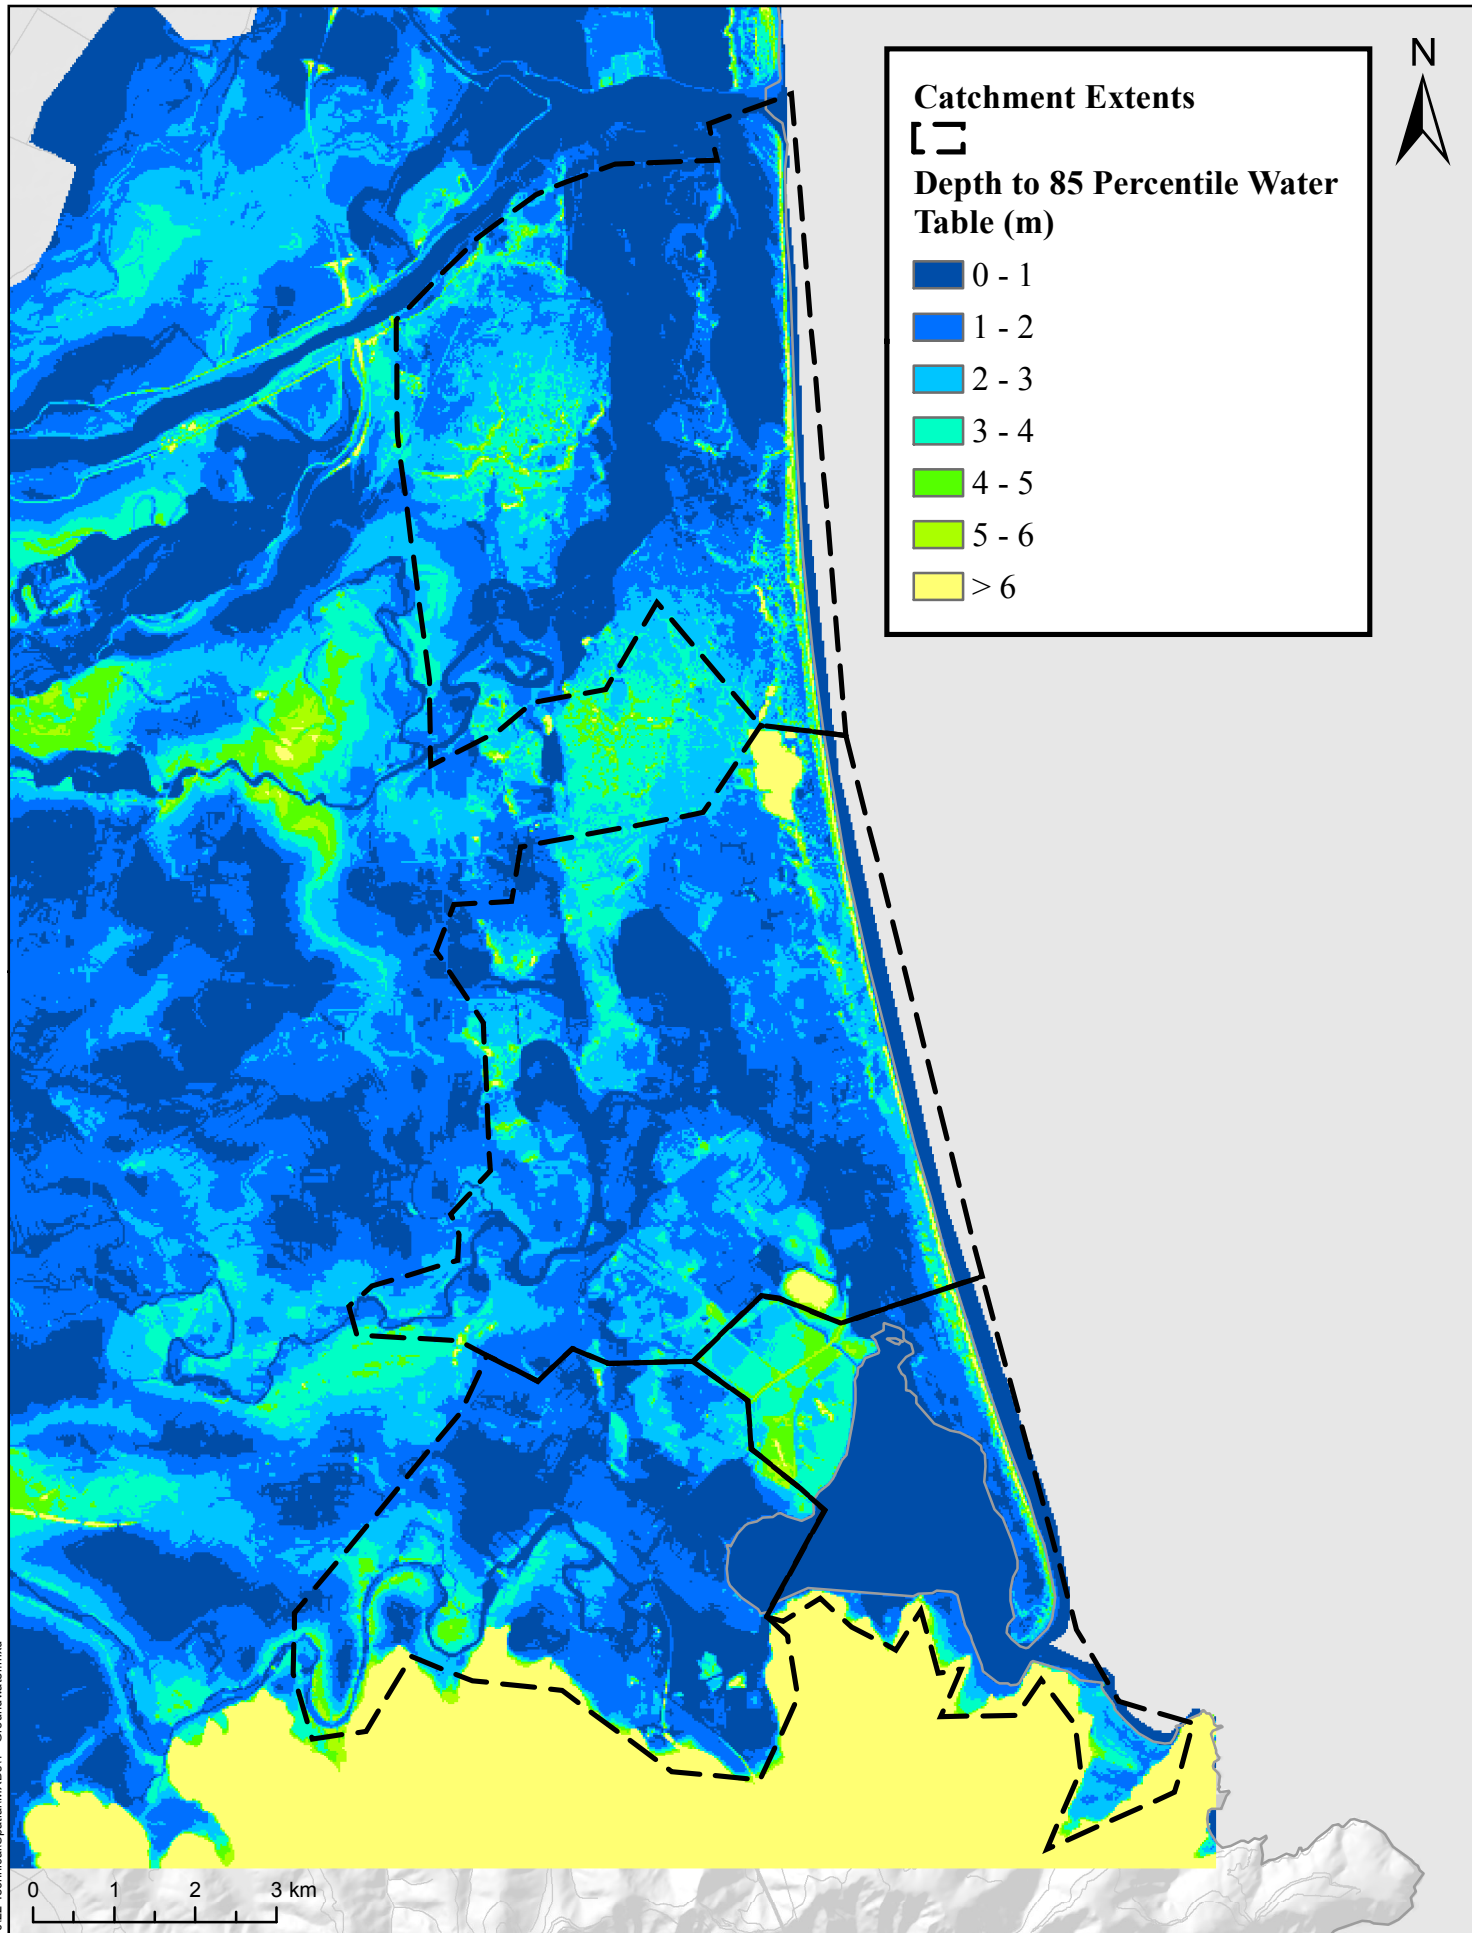 N
Catchment Extents
Depth to 85 Percentile Water
Table (m)
0 - 1
1 - 2
2 - 3
3 - 4
4 - 5
5 - 6
> 6
0 1 2 3 km